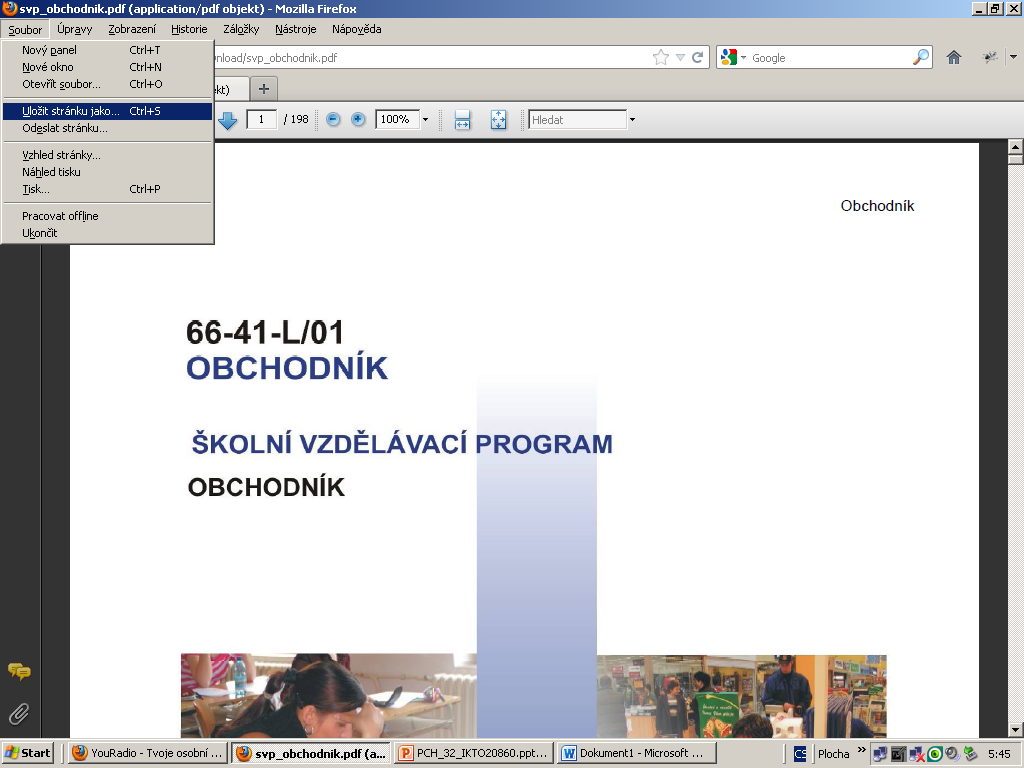 svp_obchodnik.pdf (application/pdf objekt) - Mozilla Firefox
Soubor Úpravy Zobrazení Historie Záložky Nástroje Nápověda
Nový panel Ctrl+T
Nové okno Ctrl+N
Otevřít soubor... Ctrl+O
Uložit stránku jako... Ctrl+S
Odeslat stránku...
Vzhled stránky...
Náhled tisku
Tisk... Ctrl+P
Pracovat offline
Ukončit
nload/svp_obchodnik.pdf
Google
kt)
1 / 198 100% Hledat
Obchodník
66-41-L/01
OBCHODNÍK
ŠKOLNÍ VZDĚLÁVACÍ PROGRAM
OBCHODNÍK
Start YouRadio - Tvoje osobní ... svp_obchodnik.pdf (a... PCH_32_IKTO20860.ppt... Dokument1 - Microsoft ... CS Plocha » 5:45